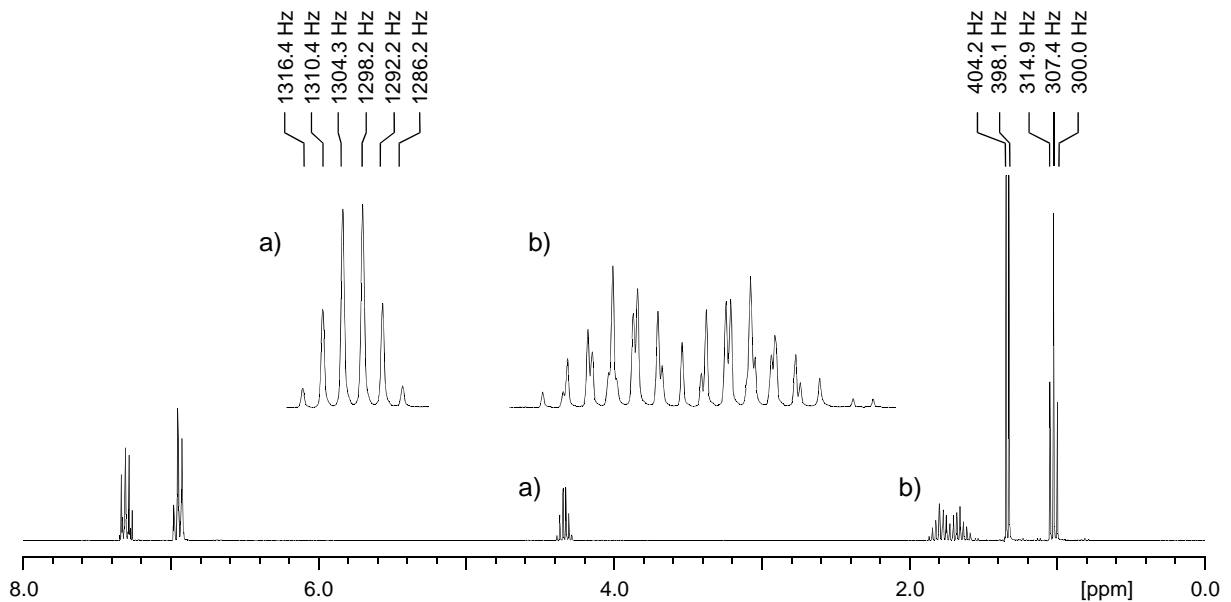 1316.4 Hz
1310.4 Hz
1304.3 Hz
1298.2 Hz
1292.2 Hz
1286.2 Hz
404.2 Hz
398.1 Hz
314.9 Hz
307.4 Hz
300.0 Hz
a)
b)
a)
b)
8.0 6.0 4.0 2.0 [ppm] 0.0